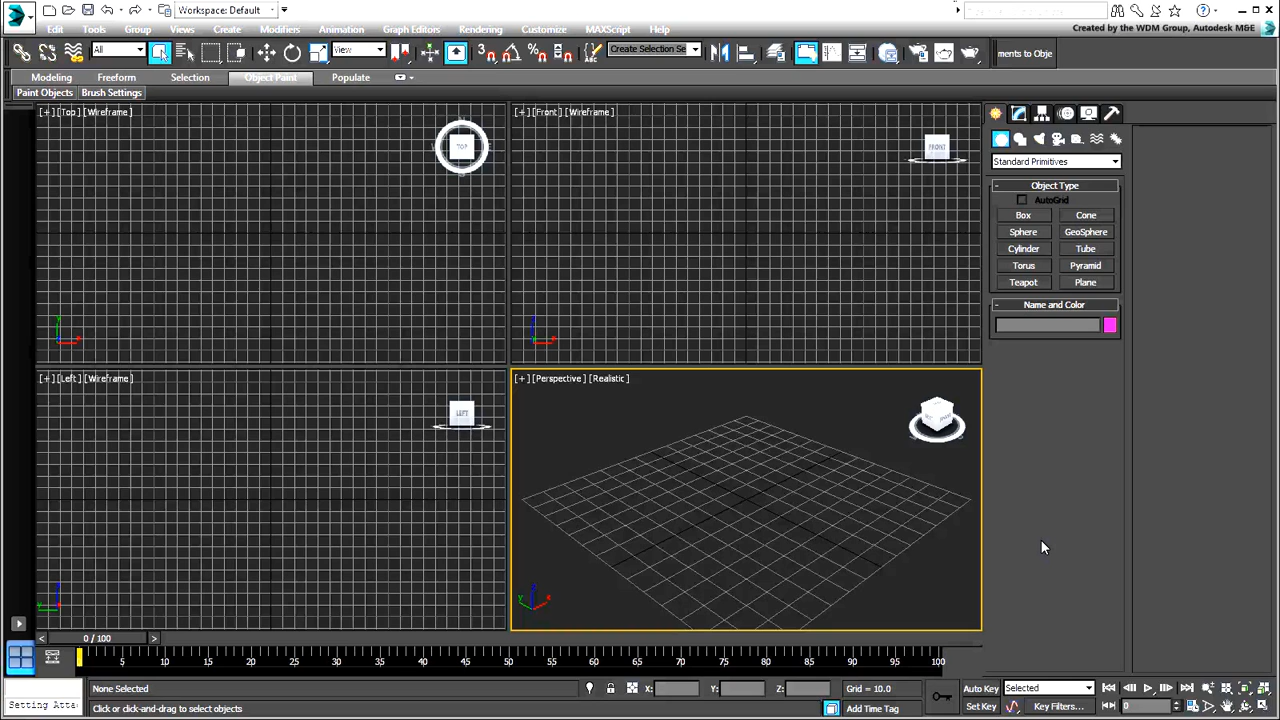 Workspace: Default
Edit Tools Group Views Create Modifiers Animation Graph Editors Rendering Customize MAXScript
Created by the WDM Group, Autodesk M&E
All
View
Create Selection Se
ments to Obje
Modeling Freeform Selection Object Paint Populate
Paint Objects Brush Settings
[+] [Top] [Wireframe]
TOP
[+] [Front] [Wireframe]
FRONT
Standard Primitives
Object Type
AutoGrid
Box Cone
Sphere GeoSphere
Cylinder Tube
Torus Pyramid
Teapot Plane
Name and Color
[+] [Left] [Wireframe]
LEFT
[+] [Perspective] [Realistic]
< 0 / 100 >
5 10 15 20 25 30 35 40 45 50 55 60 65 70 75 80 85 90 95 100
None Selected
X: Y: Z:
Grid = 10.0
Auto Key
Selected
Setting Atta
Click or click-and-drag to select objects
Add Time Tag
Set Key
Key Filters...
0